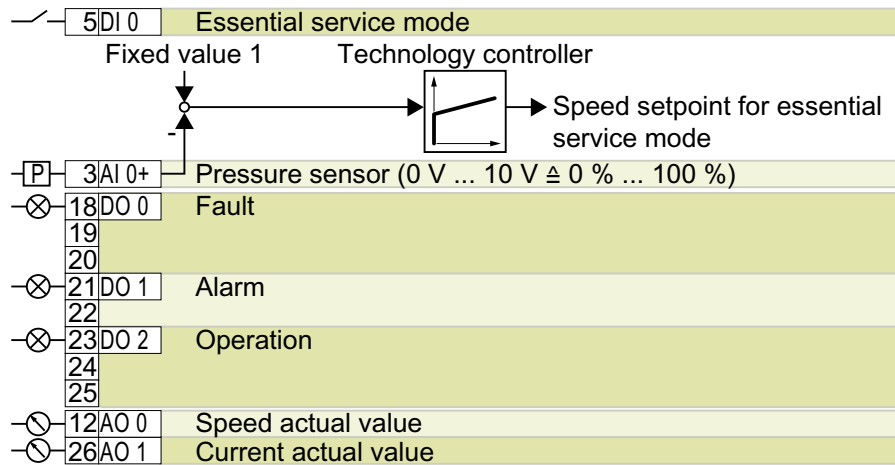 5 DI 0 Essential service mode
Fixed value 1 Technology controller
Speed setpoint for essential
service mode
-
P 3 AI 0+ Pressure sensor (0 V ... 10 V ≙ 0 % ... 100 %)
18 DO 0 Fault
19
20
21 DO 1 Alarm
22
23 DO 2 Operation
24
25
12 AO 0 Speed actual value
26 AO 1 Current actual value